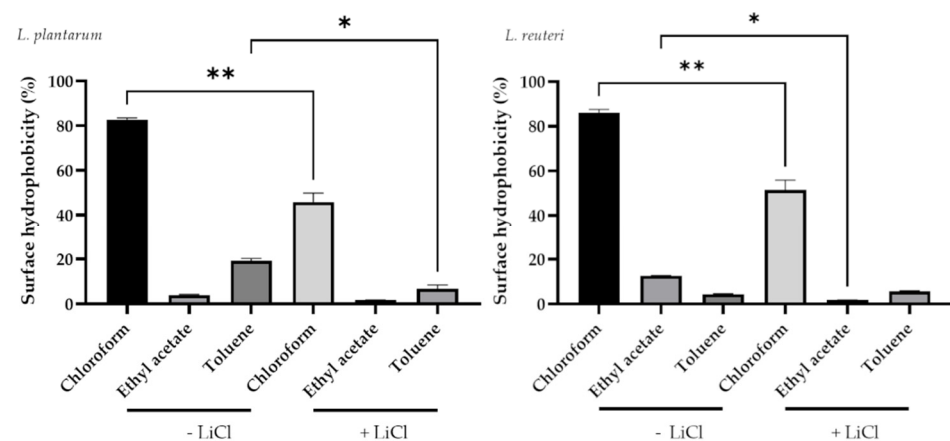 L. plantarum
*
**
Surface hydrophobicity (%)
100
80
60
40
20
0
Chloroform
Ethyl acetate
Toluene
Chloroform
Ethyl acetate
Toluene
- LiCl
+ LiCl
L. reuteri
*
**
Surface hydrophobicity (%)
100
80
60
40
20
0
Chloroform
Ethyl acetate
Toluene
Chloroform
Ethyl acetate
Toluene
- LiCl
+ LiCl